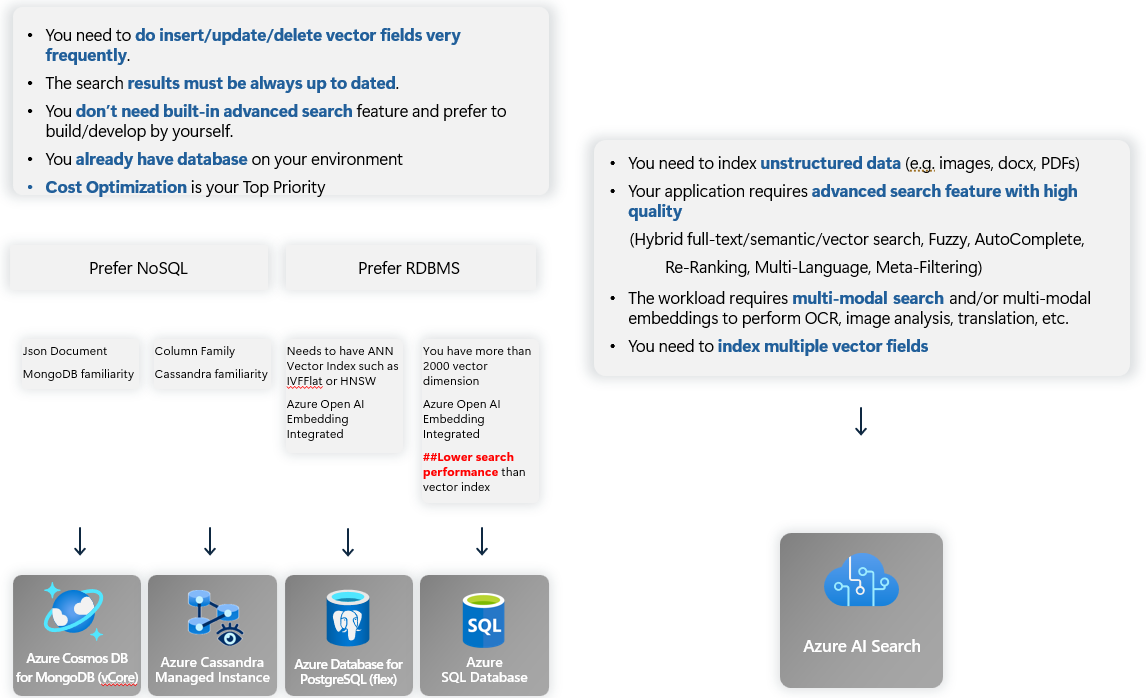 • You need to do insert/update/delete vector fields very
frequently.
• The search results must be always up to dated.
• You don't need built-in advanced search feature and prefer to
build/develop by yourself.
• You already have database on your environment
• Cost Optimization is your Top Priority
Prefer NoSQL
Prefer RDBMS
Json Document
MongoDB familiarity
Column Family
Cassandra familiarity
Needs to have ANN
Vector Index such as
IVFFlat or HNSW
Azure Open AI
Embedding
Integrated
You have more than
2000 vector
dimension
Azure Open AI
Embedding
Integrated
##Lower search
performance than
vector index
Azure Cosmos DB
for MongoDB (vCore)
Azure Cassandra
Managed Instance
Azure Database for
PostgreSQL (flex)
SQL
Azure
SQL Database
• You need to index unstructured data (e.g. images, docx, PDFs)
• Your application requires advanced search feature with high
quality
(Hybrid full-text/semantic/vector search, Fuzzy, AutoComplete,
Re-Ranking, Multi-Language, Meta-Filtering)
• The workload requires multi-modal search and/or multi-modal
embeddings to perform OCR, image analysis, translation, etc.
• You need to index multiple vector fields
Azure AI Search